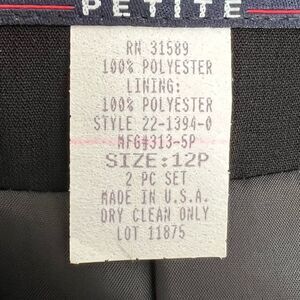 PETITE
RN 31589
100% POLYESTER
LINING:
100% POLYESTER
STYLE 22-1394-0
MFG#313-5P
SIZE:12P
2 PC SET
MADE IN U.S.A.
DRY CLEAN ONLY
LOT 11875